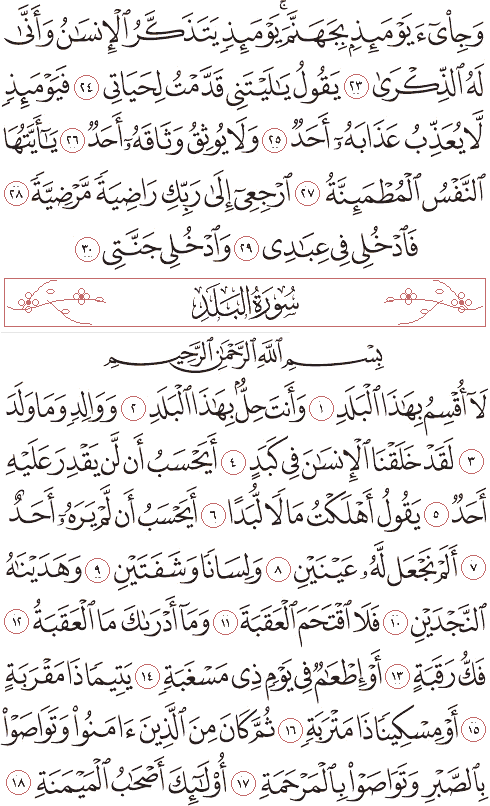 وَجِا۟ىٓءَ يَوْمَئِذِۭ بِجَهَنَّمَۚ يَوْمَئِذٍ يَتَذَكَّرُ ٱلْإِنسَٰنُ وَأَنَّىٰ
لَهُ ٱلذِّكْرَىٰ ٢٣ يَقُولُ يَٰلَيْتَنِى قَدَّمْتُ لِحَيَاتِى ٢٤ فَيَوْمَئِذٍ
لَّا يُعَذِّبُ عَذَابَهُۥٓ أَحَدٌ ٢٥ وَلَا يُوثِقُ وَثَاقَهُۥٓ أَحَدٌ ٢٦ يَٰٓأَيَّتُهَا
ٱلنَّفْسُ ٱلْمُطْمَئِنَّةُ ٢٧ ٱرْجِعِىٓ إِلَىٰ رَبِّكِ رَاضِيَةً مَّرْضِيَّةً ٢٨
فَٱدْخُلِى فِى عِبَٰدِى ٢٩ وَٱدْخُلِى جَنَّتِى ٣٠
سُورَةُ البَلَدِ
بِسْمِ ٱللَّهِ ٱلرَّحْمَٰنِ ٱلرَّحِيمِ
لَآ أُقْسِمُ بِهَٰذَا ٱلْبَلَدِ ١ وَأَنتَ حِلٌّۢ بِهَٰذَا ٱلْبَلَدِ ٢ وَوَالِدٍ وَمَا وَلَدَ
٣ لَقَدْ خَلَقْنَا ٱلْإِنسَٰنَ فِى كَبَدٍ ٤ أَيَحْسَبُ أَن لَّن يَقْدِرَ عَلَيْهِ
أَحَدٌ ٥ يَقُولُ أَهْلَكْتُ مَالًا لُّبَدًا ٦ أَيَحْسَبُ أَن لَّمْ يَرَهُۥٓ أَحَدٌ
٧ أَلَمْ نَجْعَل لَّهُۥ عَيْنَيْنِ ٨ وَلِسَانًا وَشَفَتَيْنِ ٩ وَهَدَيْنَٰهُ
ٱلنَّجْدَيْنِ ١٠ فَلَا ٱقْتَحَمَ ٱلْعَقَبَةَ ١١ وَمَآ أَدْرَىٰكَ مَا ٱلْعَقَبَةُ ١٢
فَكُّ رَقَبَةٍ ١٣ أَوْ إِطْعَٰمٌ فِى يَوْمٍ ذِى مَسْغَبَةٍ ١٤ يَتِيمًا ذَا مَقْرَبَةٍ
١٥ أَوْ مِسْكِينًا ذَا مَتْرَبَةٍ ١٦ ثُمَّ كَانَ مِنَ ٱلَّذِينَ ءَامَنُوا۟ وَتَوَاصَوْا۟
بِٱلصَّبْرِ وَتَوَاصَوْا۟ بِٱلْمَرْحَمَةِ ١٧ أُو۟لَٰٓئِكَ أَصْحَٰبُ ٱلْمَيْمَنَةِ ١٨